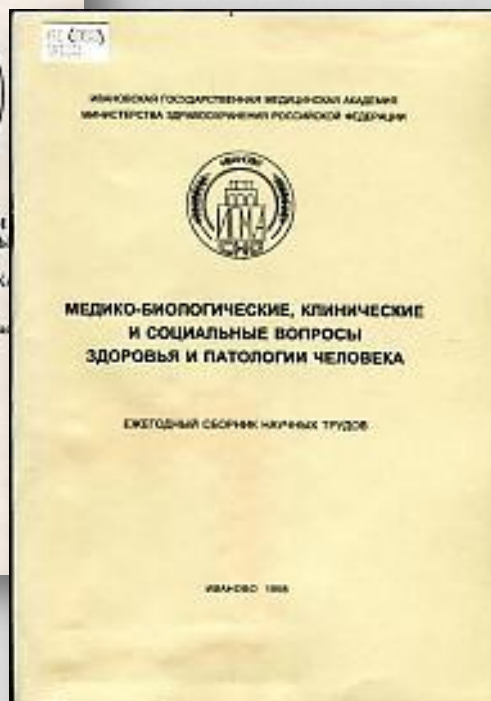 ИВАНОВСКАЯ ГОСУДАРСТВЕННАЯ МЕДИЦИНСКАЯ АКАДЕМИЯ
МИНИСТЕРСТВА ЗДРАВООХРАНЕНИЯ РОССИЙСКОЙ ФЕДЕРАЦИИ
ИВАНОВО
МЕДИКО-БИОЛОГИЧЕСКИЕ, КЛИНИЧЕСКИЕ
И СОЦИАЛЬНЫЕ ВОПРОСЫ
ЗДОРОВЬЯ И ПАТОЛОГИИ ЧЕЛОВЕКА
ЕЖЕГОДНЫЙ СБОРНИК НАУЧНЫХ ТРУДОВ
ИВАНОВО